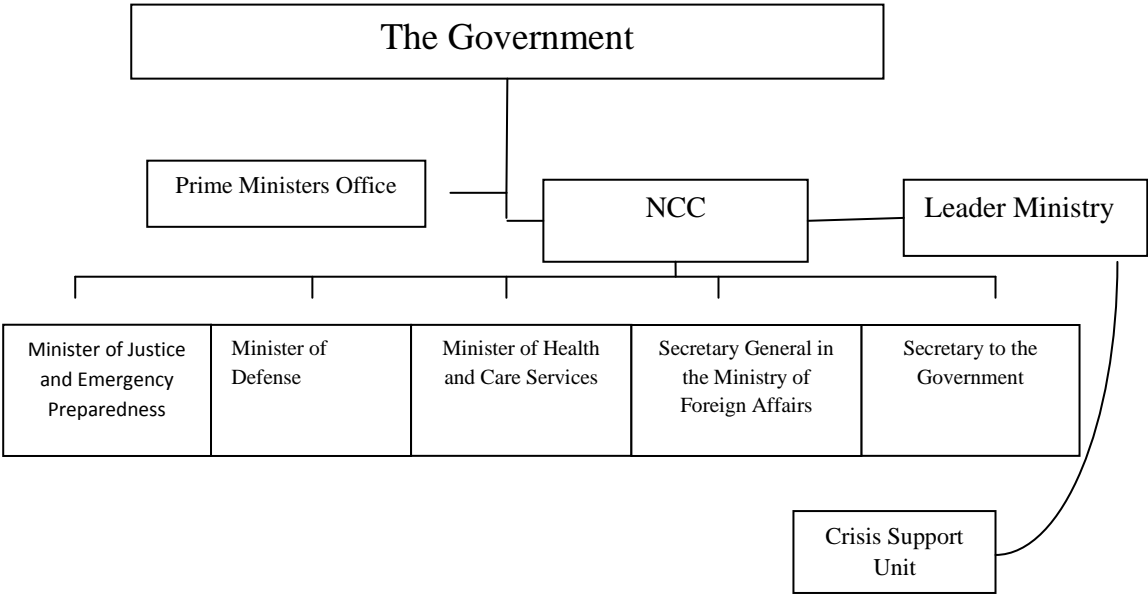 The Government
Prime Ministers Office
NCC
Leader Ministry
Minister of Justice
and Emergency
Preparedness
Minister of
Defense
Minister of Health
and Care Services
Secretary General in
the Ministry of
Foreign Affairs
Secretary to the
Government
Crisis Support
Unit